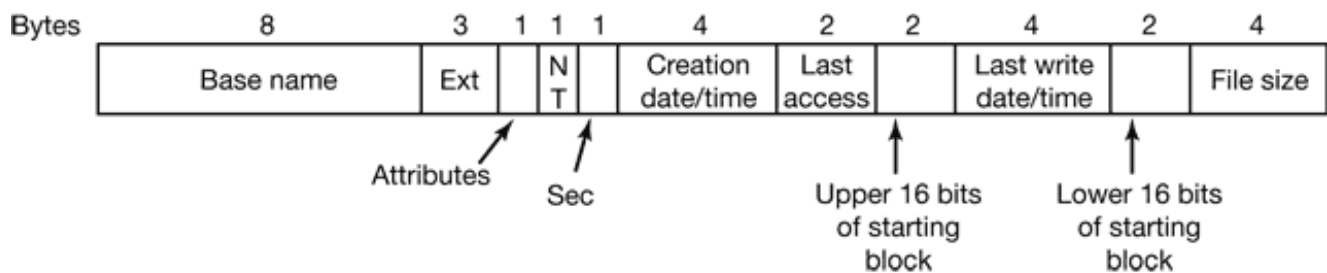 Bytes 8 3 1 1 1 4 2 2 4 2 4
Base name Ext N T Creation date/time Last access Last write date/time File size
Attributes
Sec
Upper 16 bits of starting block
Lower 16 bits of starting block